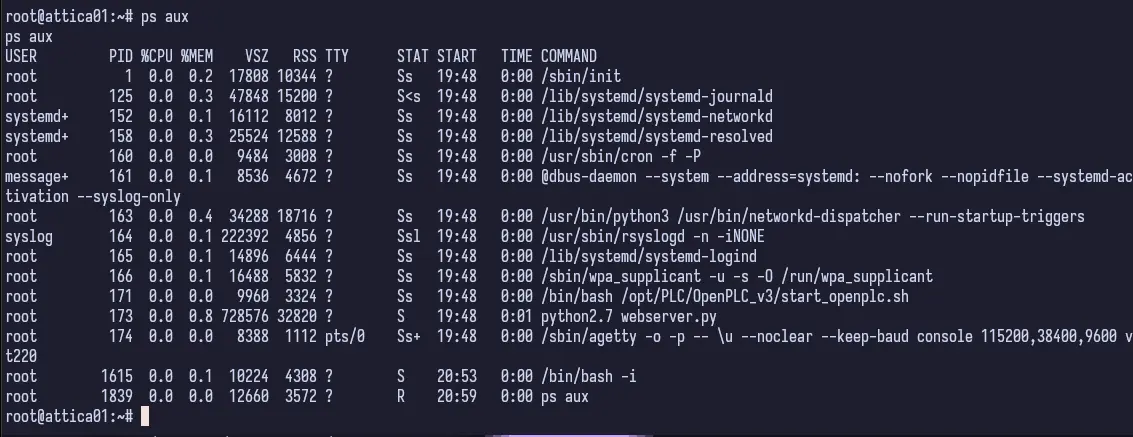 root@attica01:~# ps aux
ps aux
USER         PID %CPU %MEM    VSZ   RSS TTY      STAT START   TIME COMMAND
root           1  0.0  0.2  17808 10344 ?        Ss   19:48   0:00 /sbin/init
root         125  0.0  0.3  47848 15200 ?        S<s  19:48   0:00 /lib/systemd/systemd-journald
systemd+     152  0.0  0.1  16112  8012 ?        Ss   19:48   0:00 /lib/systemd/systemd-networkd
systemd+     158  0.0  0.3  25524 12588 ?        Ss   19:48   0:00 /lib/systemd/systemd-resolved
root         160  0.0  0.0   9484  3008 ?        Ss   19:48   0:00 /usr/sbin/cron -f -P
message+     161  0.0  0.1   8536  4672 ?        Ss   19:48   0:00 @dbus-daemon --system --address=systemd: --nofork --nopidfile --systemd-ac
tivation --syslog-only
root         163  0.0  0.4  34288 18716 ?        Ss   19:48   0:00 /usr/bin/python3 /usr/bin/networkd-dispatcher --run-startup-triggers
syslog       164  0.0  0.1 222392  4856 ?        Ssl  19:48   0:00 /usr/sbin/rsyslogd -n -iNONE
root         165  0.0  0.1  14896  6444 ?        Ss   19:48   0:00 /lib/systemd/systemd-logind
root         166  0.0  0.1  16488  5832 ?        Ss   19:48   0:00 /sbin/wpa_supplicant -u -s -O /run/wpa_supplicant
root         171  0.0  0.0   9960  3324 ?        Ss   19:48   0:00 /bin/bash /opt/PLC/OpenPLC_v3/start_openplc.sh
root         173  0.0  0.8 728576 32820 ?        S    19:48   0:01 python2.7 webserver.py
root         174  0.0  0.0   8388  1112 pts/0    Ss+  19:48   0:00 /sbin/agetty -o -p -- \u --noclear --keep-baud console 115200,38400,9600 v
t220
root        1615  0.0  0.1  10224  4308 ?        S    20:53   0:00 /bin/bash -i
root        1839  0.0  0.0  12660  3572 ?        R    20:59   0:00 ps aux
root@attica01:~#